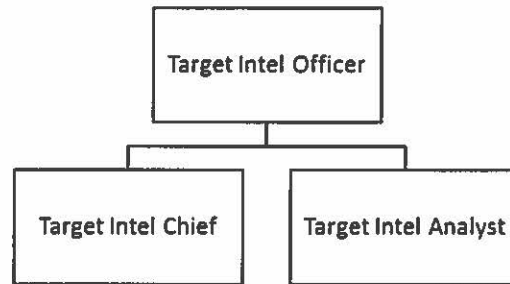 Target Intel Officer
Target Intel Chief
Target Intel Analyst